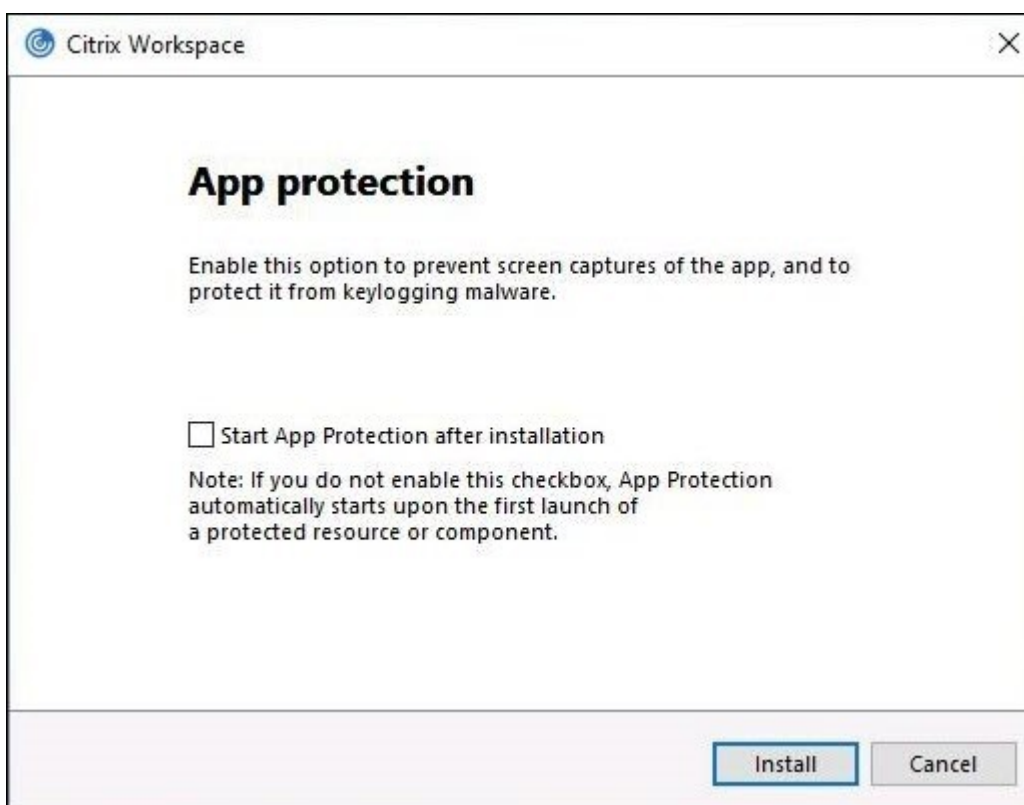 Citrix Workspace
App protection
Enable this option to prevent screen captures of the app, and to
protect it from keylogging malware.
Start App Protection after installation
Note: If you do not enable this checkbox, App Protection
automatically starts upon the first launch of
a protected resource or component.
Install Cancel